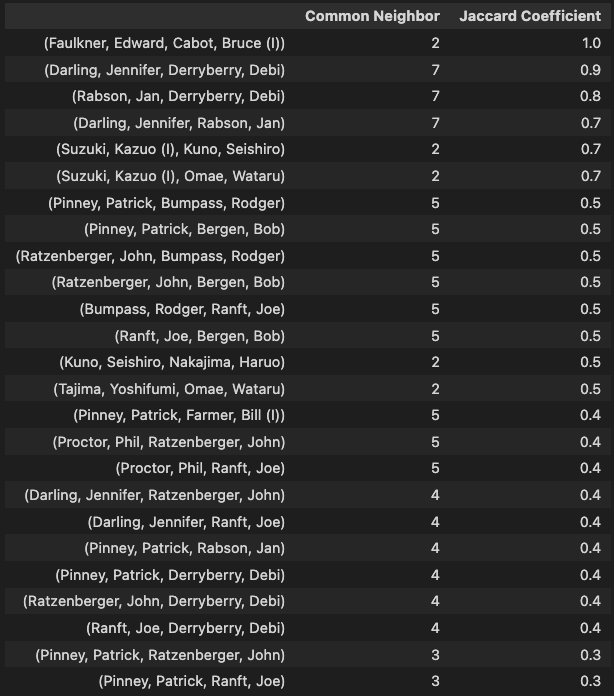 Common Neighbor Jaccard Coefficient
(Faulkner, Edward, Cabot, Bruce (I)) 2 1.0
(Darling, Jennifer, Derryberry, Debi) 7 0.9
(Rabson, Jan, Derryberry, Debi) 7 0.8
(Darling, Jennifer, Rabson, Jan) 7 0.7
(Suzuki, Kazuo (I), Kuno, Seishiro) 2 0.7
(Suzuki, Kazuo (I), Omae, Wataru) 2 0.7
(Pinney, Patrick, Bumpass, Rodger) 5 0.5
(Pinney, Patrick, Bergen, Bob) 5 0.5
(Ratzenberger, John, Bumpass, Rodger) 5 0.5
(Ratzenberger, John, Bergen, Bob) 5 0.5
(Bumpass, Rodger, Ranft, Joe) 5 0.5
(Ranft, Joe, Bergen, Bob) 5 0.5
(Kuno, Seishiro, Nakajima, Haruo) 2 0.5
(Tajima, Yoshifumi, Omae, Wataru) 2 0.5
(Pinney, Patrick, Farmer, Bill (I)) 5 0.4
(Proctor, Phil, Ratzenberger, John) 5 0.4
(Proctor, Phil, Ranft, Joe) 5 0.4
(Darling, Jennifer, Ratzenberger, John) 4 0.4
(Darling, Jennifer, Ranft, Joe) 4 0.4
(Pinney, Patrick, Rabson, Jan) 4 0.4
(Pinney, Patrick, Derryberry, Debi) 4 0.4
(Ratzenberger, John, Derryberry, Debi) 4 0.4
(Ranft, Joe, Derryberry, Debi) 4 0.4
(Pinney, Patrick, Ratzenberger, John) 3 0.3
(Pinney, Patrick, Ranft, Joe) 3 0.3